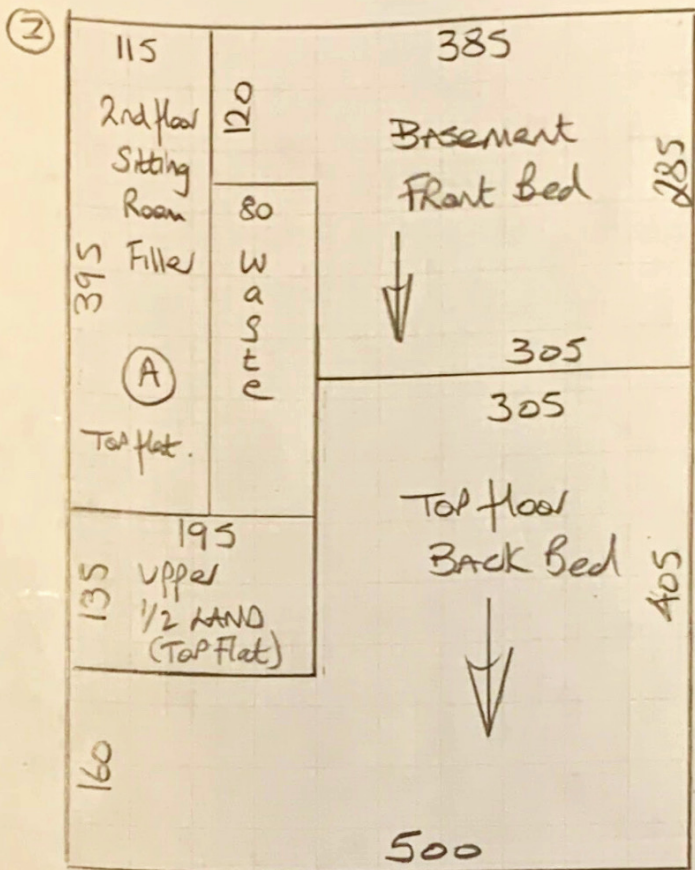 2
115
385
2nd floor
Sitting
Room
Filler
395
A
Top flat.
120
80
Waste
Basement
Front Bed
285
305
305
Top floor
Back Bed
405
195
135
Upper
1/2 LAND
(Top Flat)
160
500